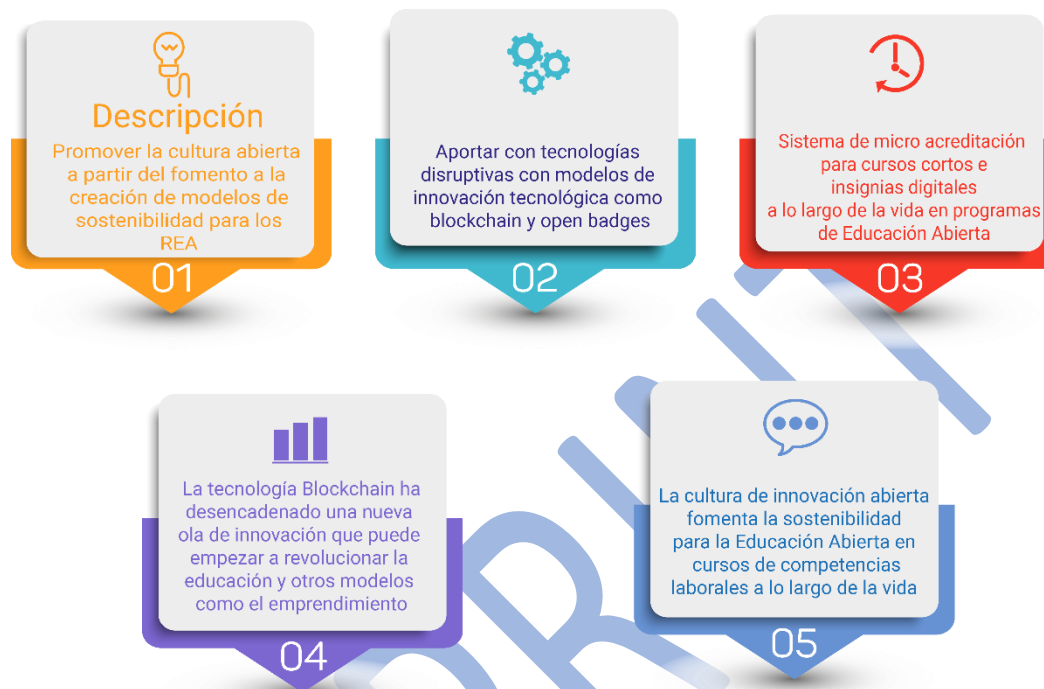 Descripción
Promover la cultura abierta
a partir del fomento a la
creación de modelos de
sostenibilidad para los
REA
01
Aportar con tecnologías
disruptivas con modelos de
innovación tecnológica como
blockchain y open badges
02
Sistema de micro acreditación
para cursos cortos e
insignias digitales
a lo largo de la vida en programas
de Educación Abierta
03
La tecnología Blockchain ha
desencadenado una nueva
ola de innovación que puede
empezar a revolucionar la
educación y otros modelos
como el emprendimiento
04
La cultura de innovación abierta
fomenta la sostenibilidad
para la Educación Abierta en
cursos de competencias
laborales a lo largo de la vida
05